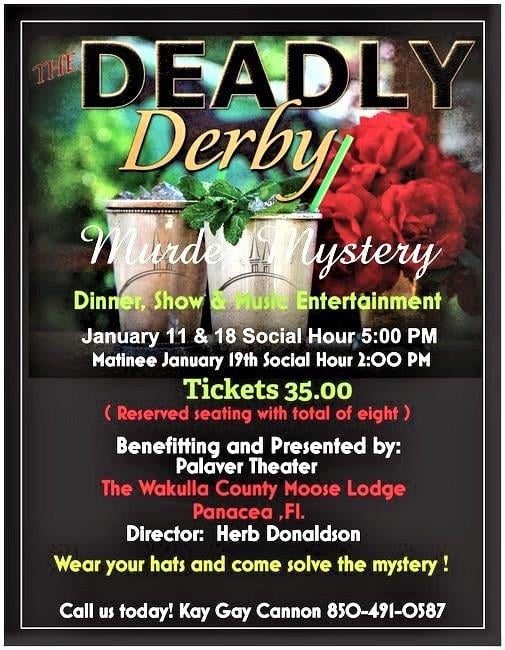 THE DEADLY
Derby
Murder Mystery
Dinner, Show & Music Entertainment
January 11 & 18 Social Hour 5:00 PM
Matinee January 19th Social Hour 2:00 PM
Tickets 35.00
( Reserved seating with total of eight )
Benefitting and Presented by:
Palaver Theater
The Wakulla County Moose Lodge
Panacea ,Fl.
Director: Herb Donaldson
Wear your hats and come solve the mystery !
Call us today! Kay Gay Cannon 850-491-0587